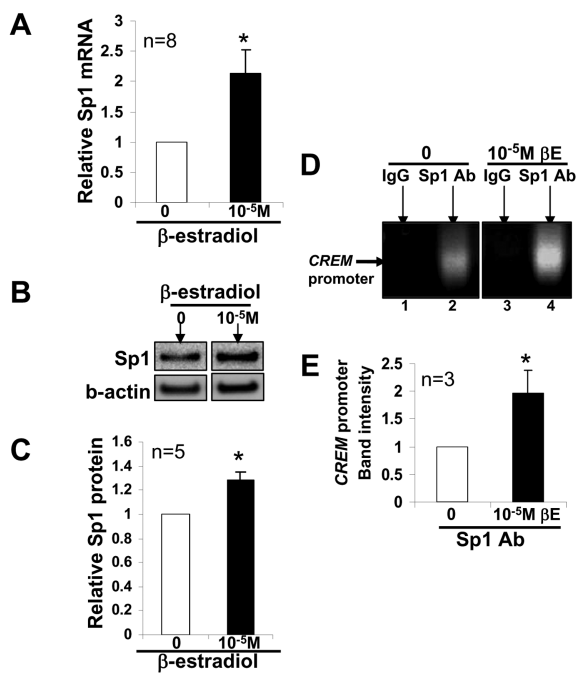 A
3
2.5
2
1.5
1
0.5
0
Relative Sp1 mRNA
n=8
*
0
10⁻⁵M
β-estradiol
B
β-estradiol
0
10⁻⁵M
Sp1
b-actin
C
1.6
1.4
1.2
1
0.8
0.6
0.4
0.2
0
Relative Sp1 protein
n=5
*
0
10⁻⁵M
β-estradiol
D
0
10⁻⁵M βE
IgG Sp1 Ab
IgG Sp1 Ab
CREM
promoter
1
2
3
4
E
2.5
2
1.5
1
0.5
0
CREM promoter
Band intensity
n=3
*
0
10⁻⁵M βE
Sp1 Ab